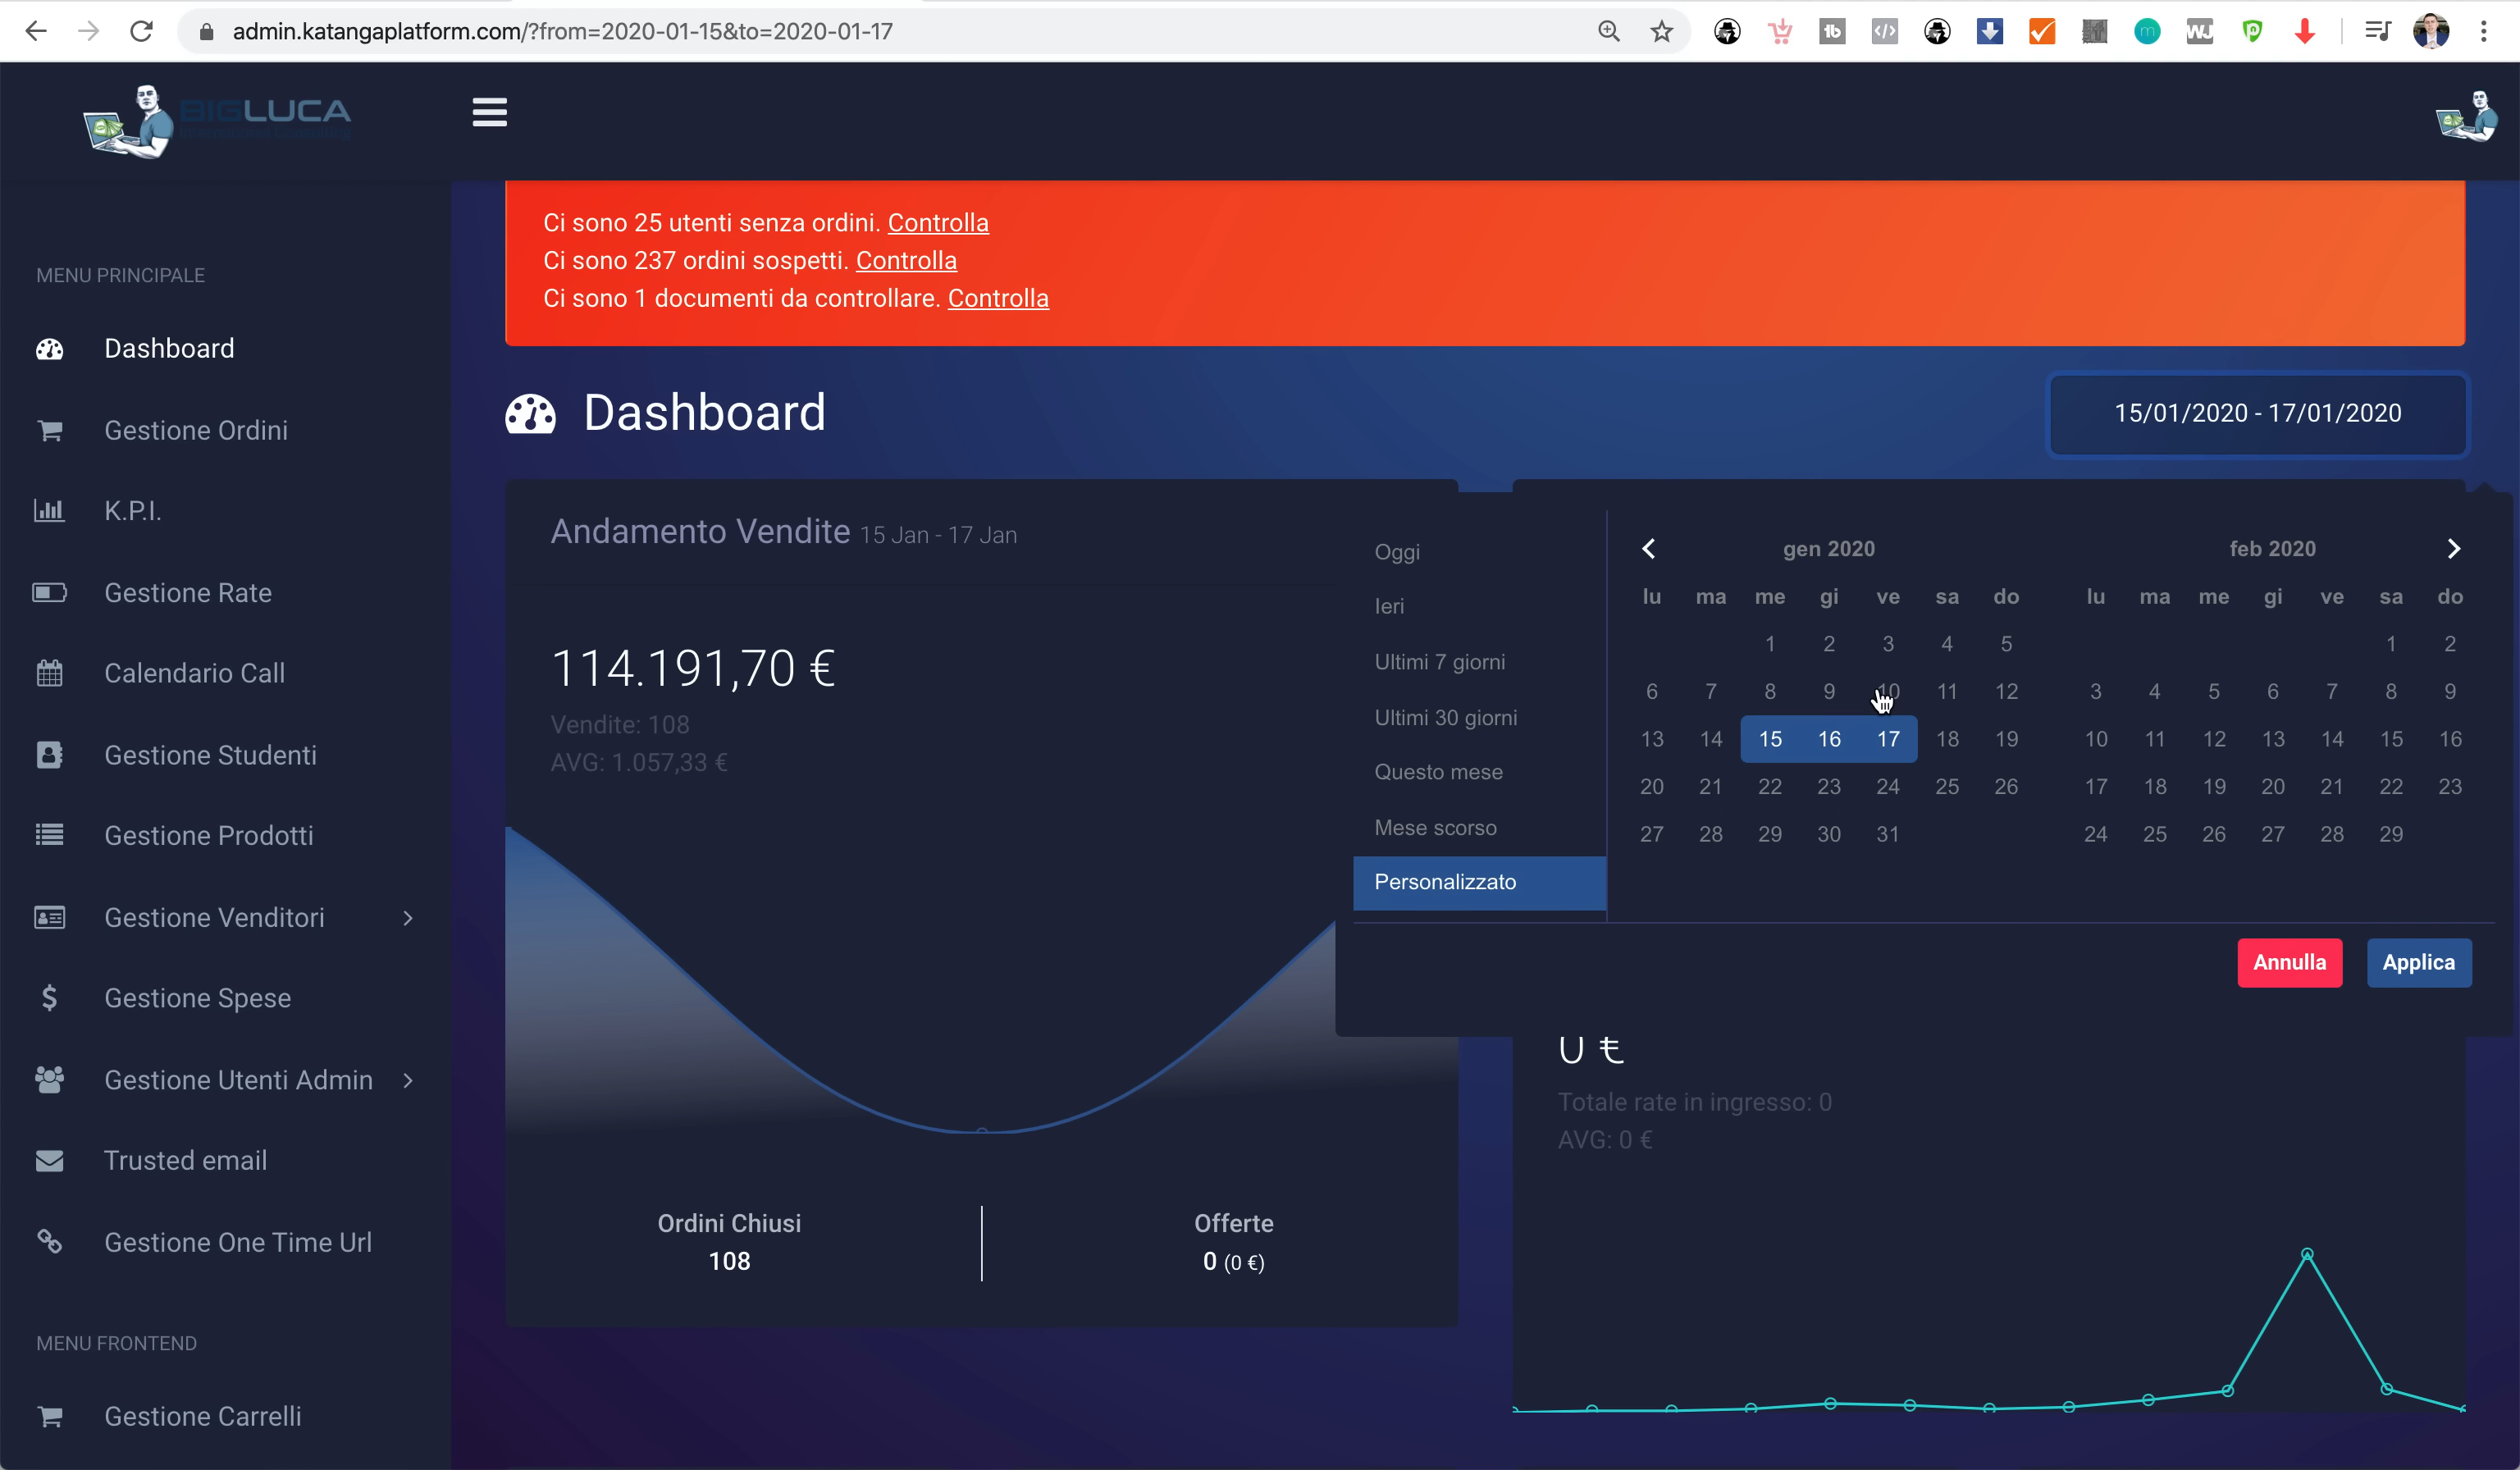 admin.katangaplatform.com/?from=2020-01-15&to=2020-01-17
BIGLUCA
MENU PRINCIPALE
Dashboard
Gestione Ordini
K.P.I.
Gestione Rate
Calendario Call
Gestione Studenti
Gestione Prodotti
Gestione Venditori
Gestione Spese
Gestione Utenti Admin
Trusted email
Gestione One Time Url
MENU FRONTEND
Gestione Carrelli
Ci sono 25 utenti senza ordini. Controlla
Ci sono 237 ordini sospetti. Controlla
Ci sono 1 documenti da controllare. Controlla
Dashboard
15/01/2020 - 17/01/2020
Andamento Vendite 15 Jan - 17 Jan
114.191,70 €
Vendite: 108
AVG: 1.057,33 €
Ordini Chiusi
108
Offerte
0 (0 €)
Oggi
Ieri
Ultimi 7 giorni
Ultimi 30 giorni
Questo mese
Mese scorso
Personalizzato
gen 2020
lu ma me gi ve sa do
1 2 3 4 5
6 7 8 9 10 11 12
13 14 15 16 17 18 19
20 21 22 23 24 25 26
27 28 29 30 31
feb 2020
lu ma me gi ve sa do
1 2
3 4 5 6 7 8 9
10 11 12 13 14 15 16
17 18 19 20 21 22 23
24 25 26 27 28 29
Annulla
Applica
0 €
Totale rate in ingresso: 0
AVG: 0 €